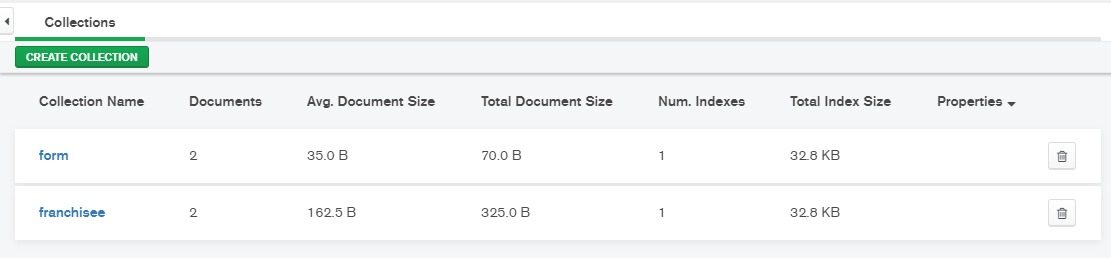 Collections
CREATE COLLECTION
Collection Name Documents Avg. Document Size Total Document Size Num. Indexes Total Index Size Properties
form 2 35.0 B 70.0 B 1 32.8 KB
franchisee 2 162.5 B 325.0 B 1 32.8 KB